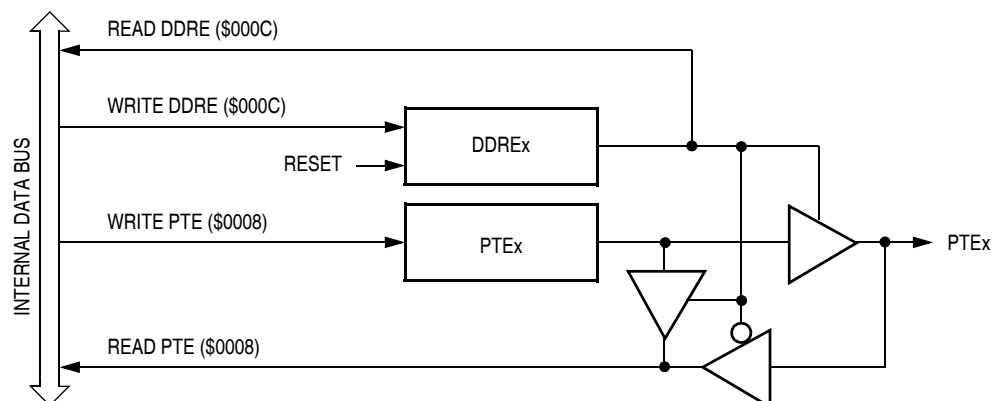 READ DDRE ($000C)
WRITE DDRE ($000C)
DDREx
RESET
WRITE PTE ($0008)
PTEx
PTEx
READ PTE ($0008)
INTERNAL DATA BUS